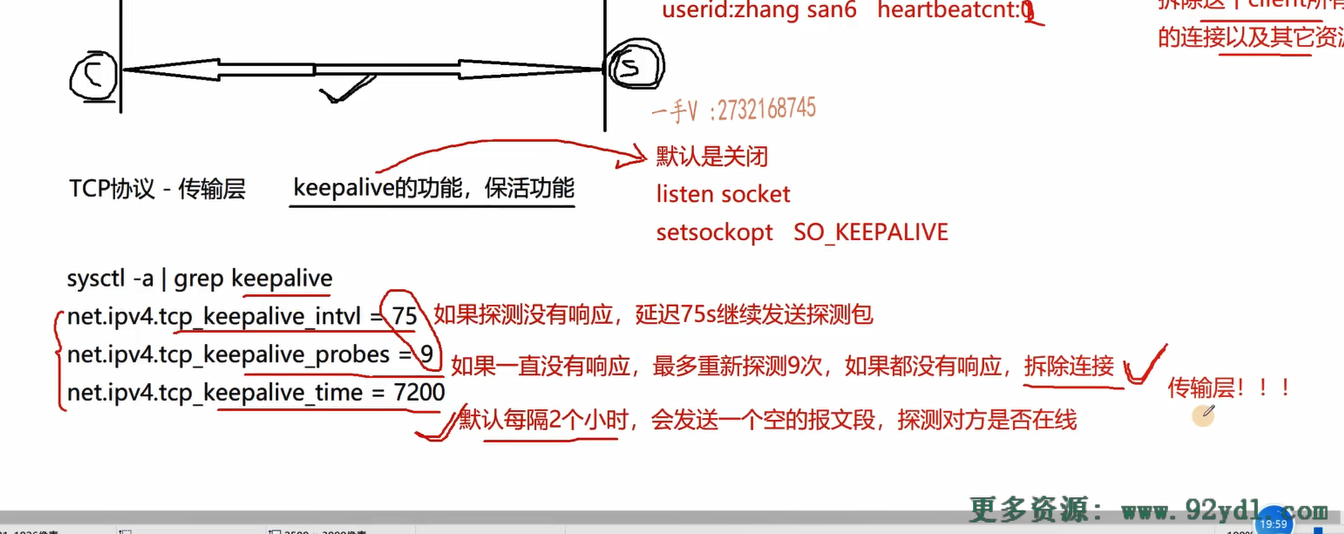 userid:zhang san6 heartbeatcnt:0
拆除这个client所有
的连接以及其它资源
C
S
一手V :2732168745
默认是关闭
TCP协议 - 传输层 keepalive的功能，保活功能
listen socket
setsockopt SO_KEEPALIVE
sysctl -a | grep keepalive
net.ipv4.tcp_keepalive_intvl = 75 如果探测没有响应，延迟75s继续发送探测包
net.ipv4.tcp_keepalive_probes = 9 如果一直没有响应，最多重新探测9次，如果都没有响应，拆除连接
传输层！！！
net.ipv4.tcp_keepalive_time = 7200
默认每隔2个小时，会发送一个空的报文段，探测对方是否在线
更多资源：www.92ydl.com
19:59